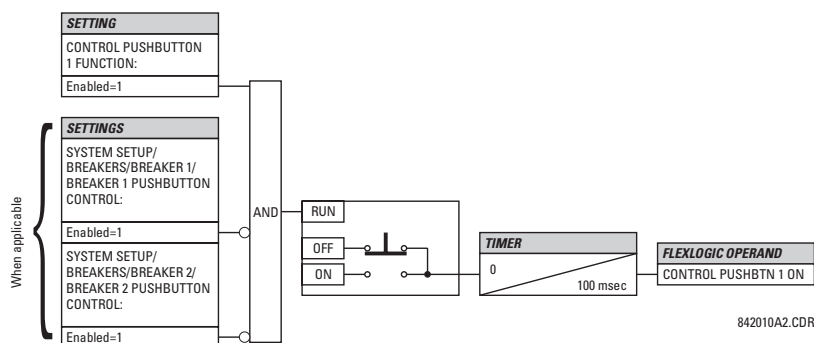 SETTING
CONTROL PUSHBUTTON
1 FUNCTION:
Enabled=1
When applicable
SETTINGS
SYSTEM SETUP/
BREAKERS/BREAKER 1/
BREAKER 1 PUSHBUTTON
CONTROL:
Enabled=1
SYSTEM SETUP/
BREAKERS/BREAKER 2/
BREAKER 2 PUSHBUTTON
CONTROL:
Enabled=1
AND
RUN
OFF
ON
TIMER
0
100 msec
FLEXLOGIC OPERAND
CONTROL PUSHBTN 1 ON
842010A2.CDR